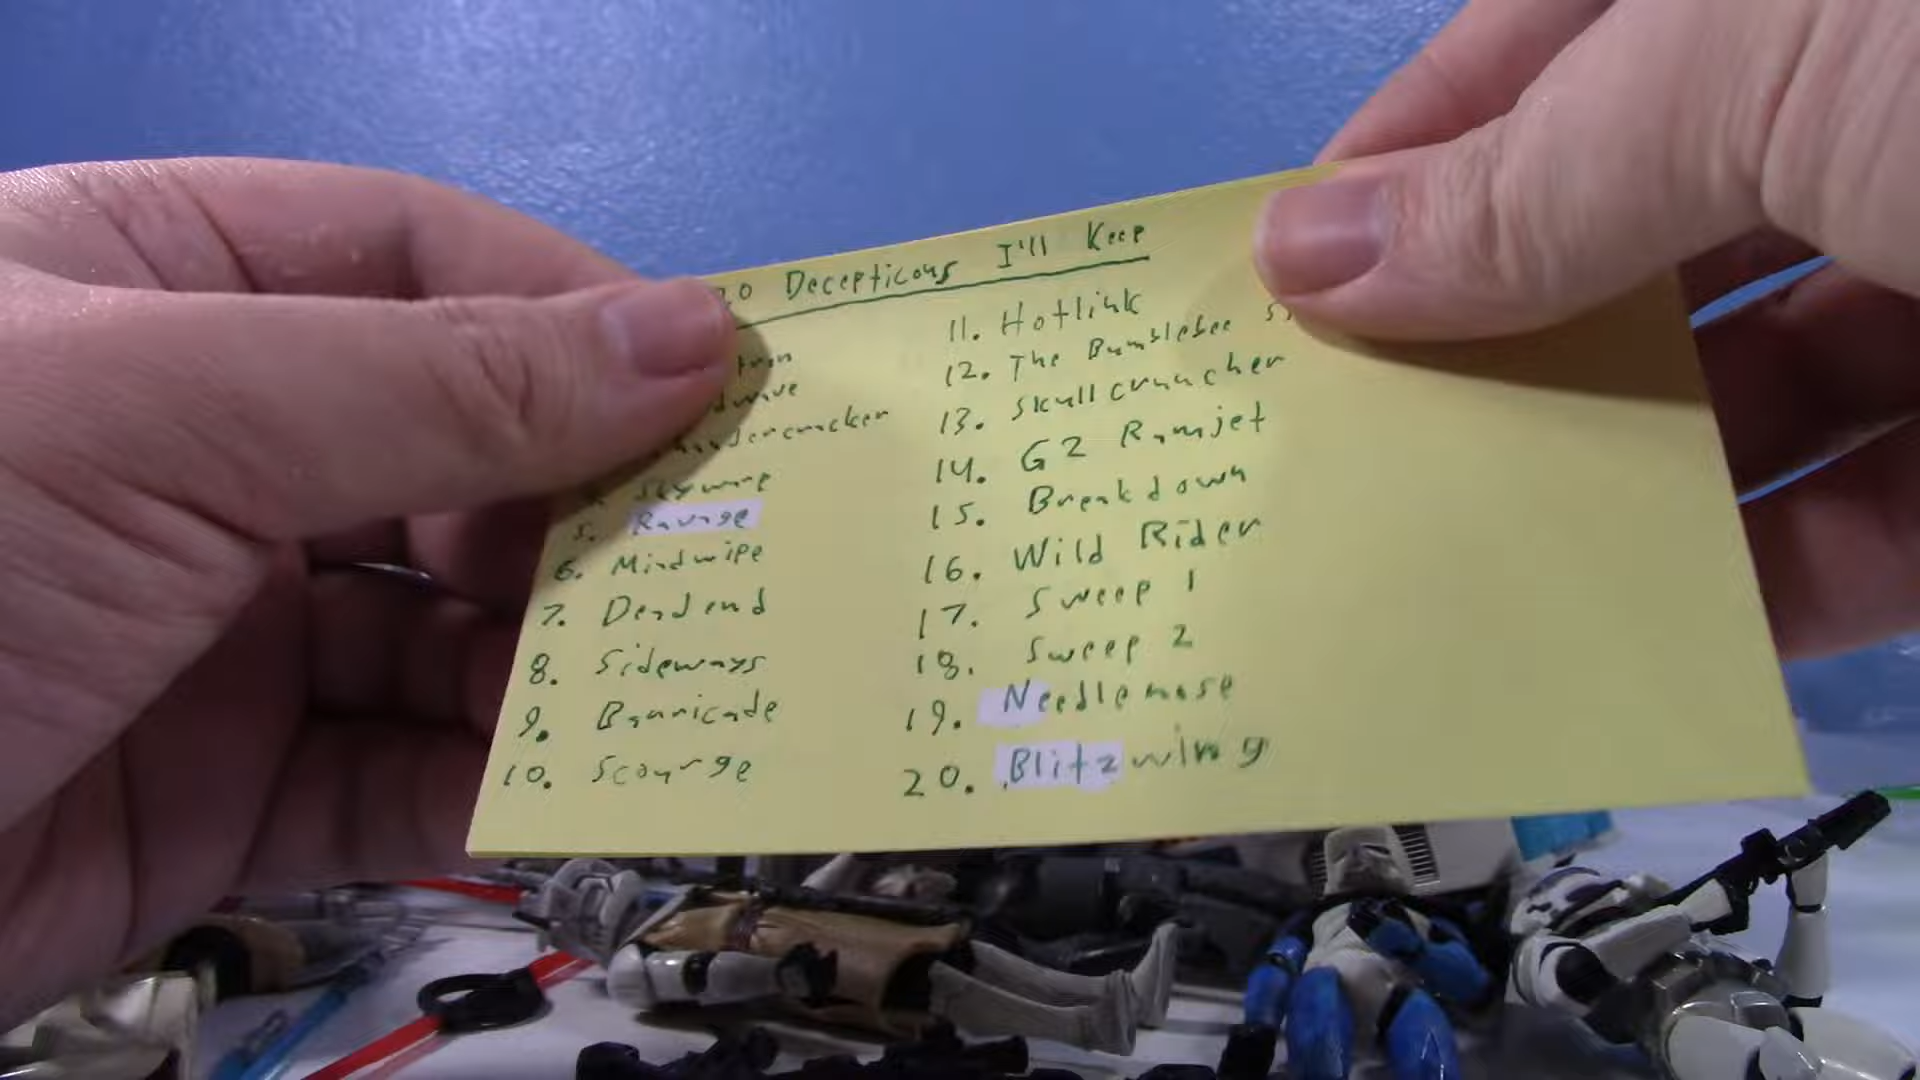 20 Decepticons I'll Keep
5. Ravage
6. Mindwipe
7. Deadend
8. Sideways
9. Barricade
10. Scourge
11. Hotlink
12. The Bumblebee
13. Skullcruncher
14. G2 Ramjet
15. Breakdown
16. Wild Rider
17. Sweep 1
18. Sweep 2
19. Needlenose
20. Blitzwing